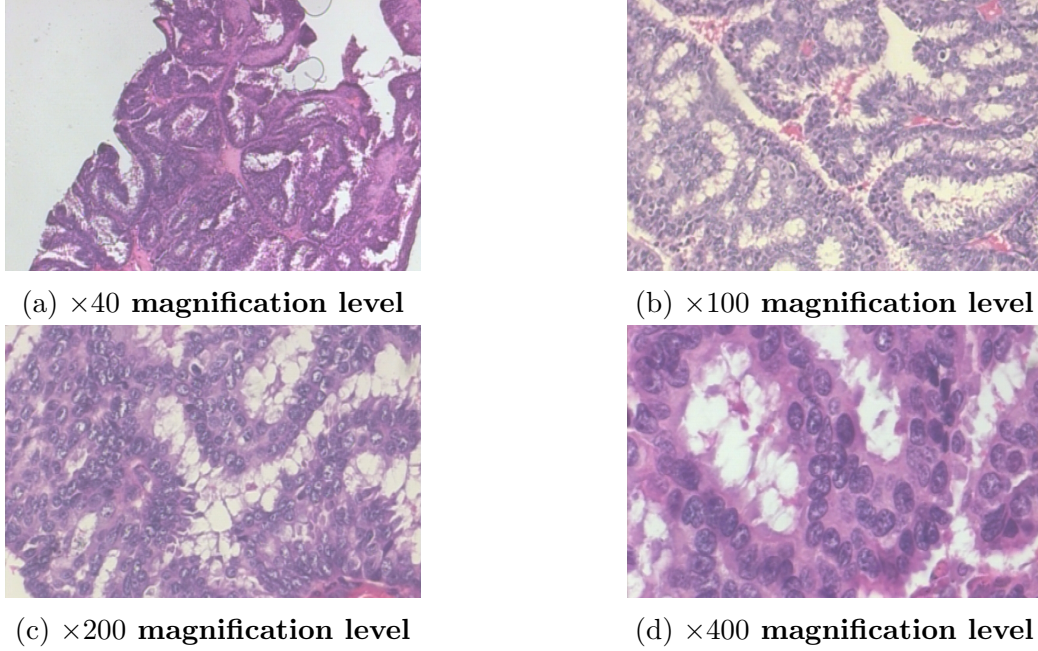 (a) ×40 magnification level
(b) ×100 magnification level
(c) ×200 magnification level
(d) ×400 magnification level